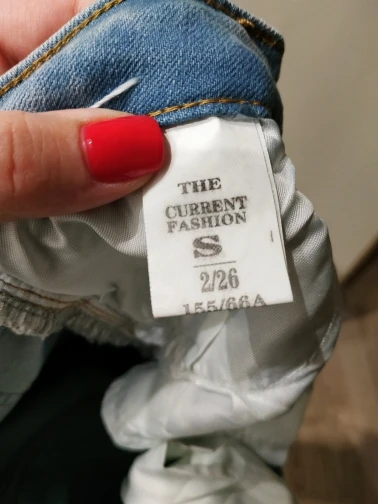 THE
CURRENT
FASHION
S
2/26
155/66A